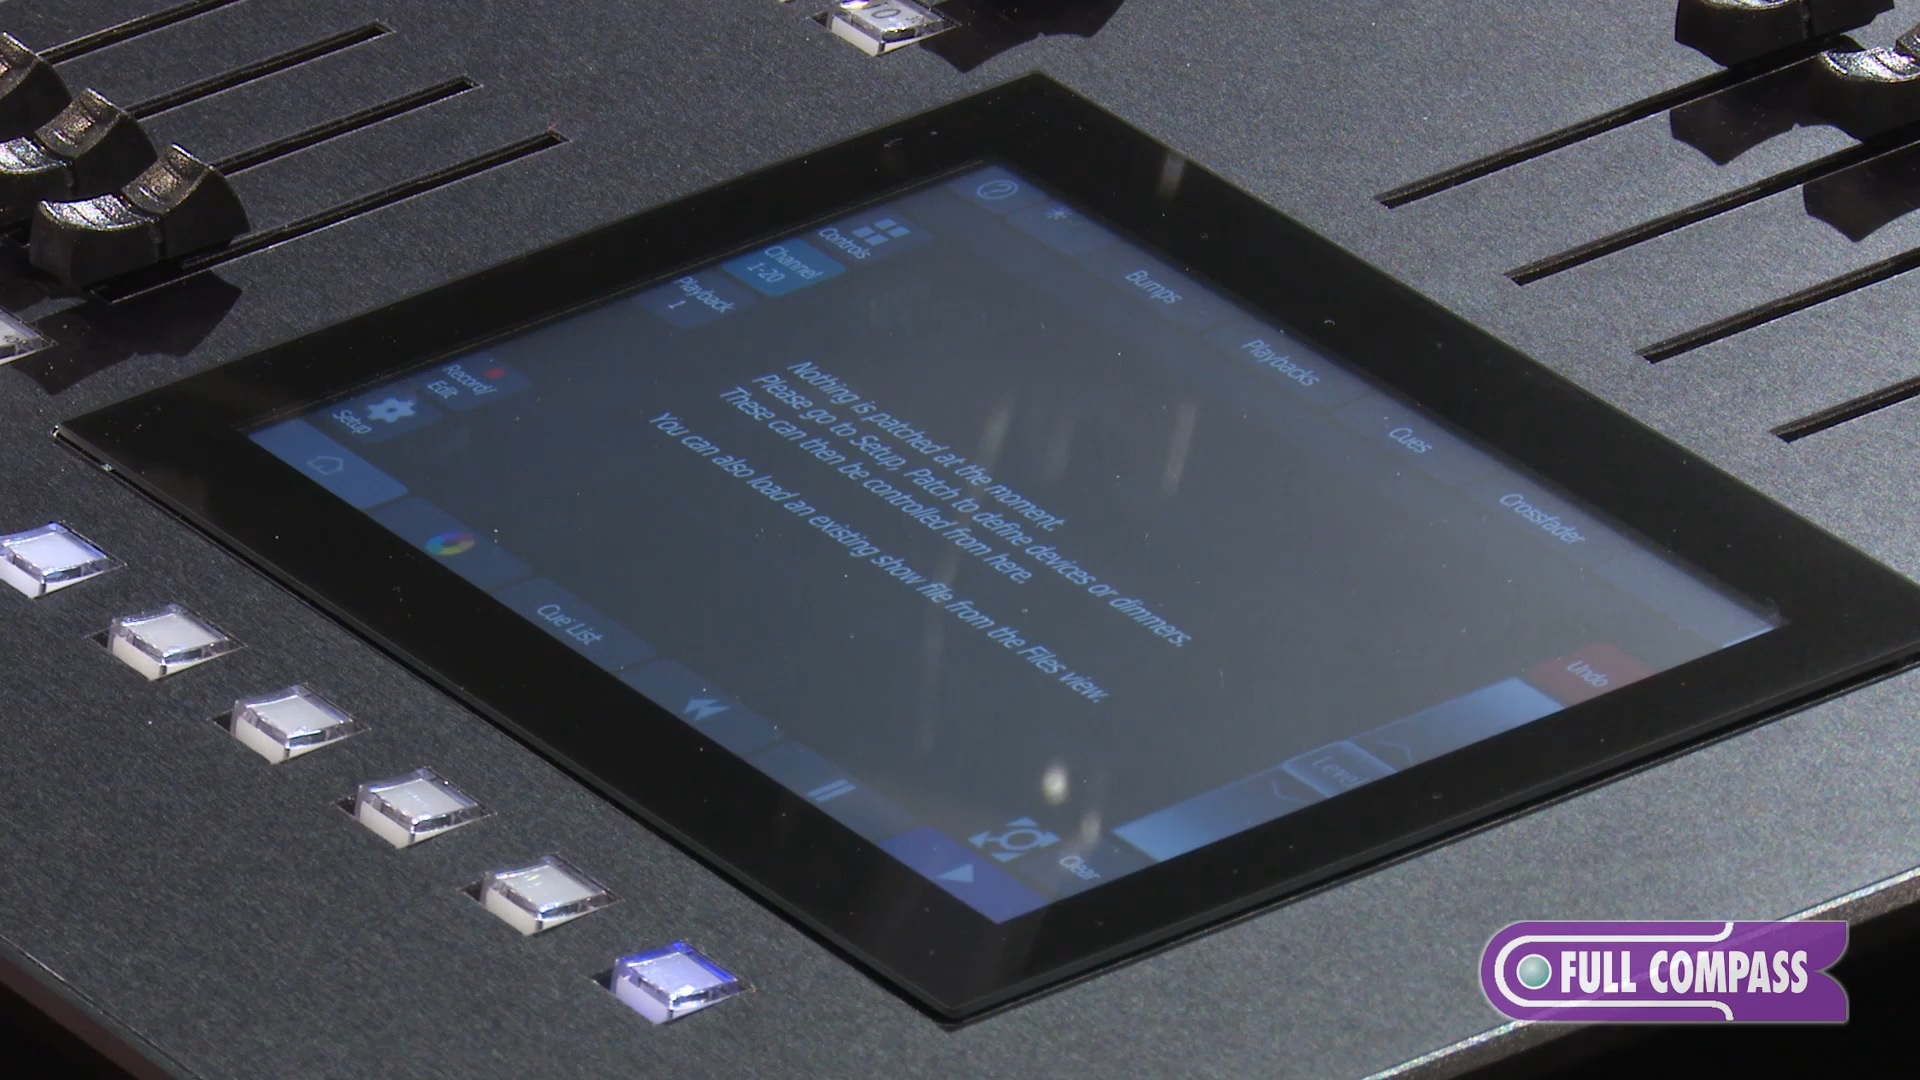 Bumps
Playbacks
Cues
Crossfader
Controls
Channel
1-20
Playback
1
Record/
Edit
Setup
Nothing is patched at the moment.
Please go to Setup, Patch to define devices or dimmers.
These can then be controlled from here.
You can also load an existing show file from the Files view.
Undo
Level
Cue List
Clear
10
FULL COMPASS